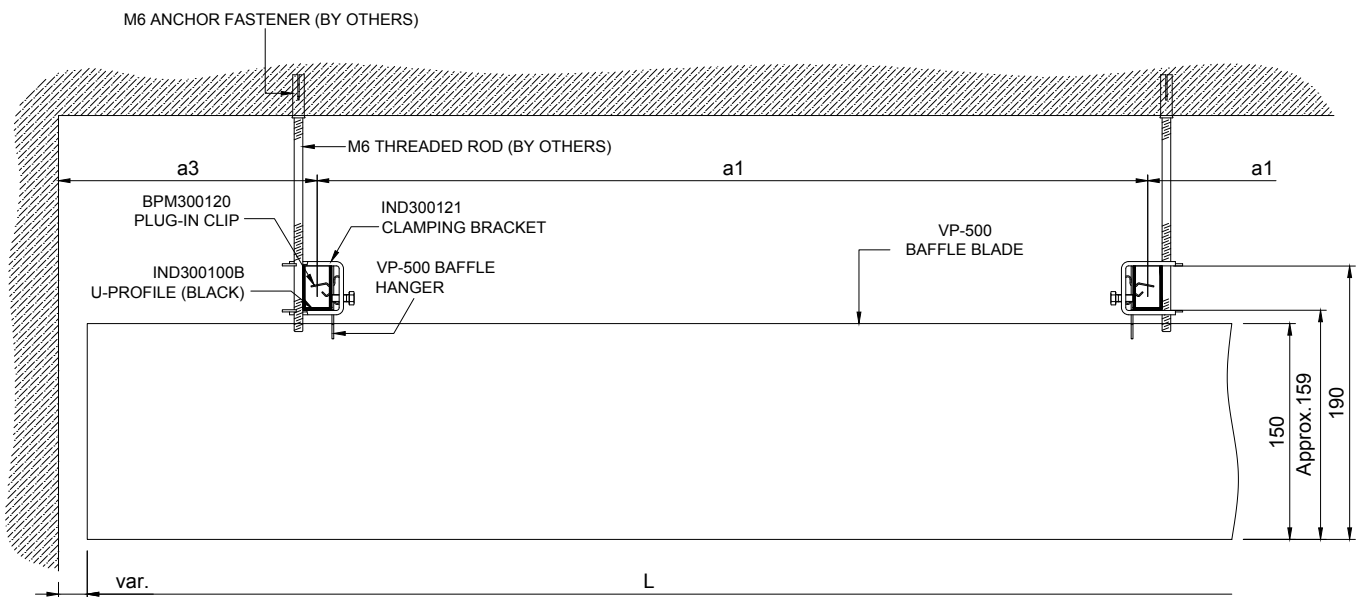 M6 ANCHOR FASTENER (BY OTHERS)
M6 THREADED ROD (BY OTHERS)
a3
a1
a1
BPM300120
PLUG-IN CLIP
IND300121
CLAMPING BRACKET
VP-500
BAFFLE BLADE
IND300100B
U-PROFILE (BLACK)
VP-500 BAFFLE
HANGER
150
Approx.159
190
var.
L